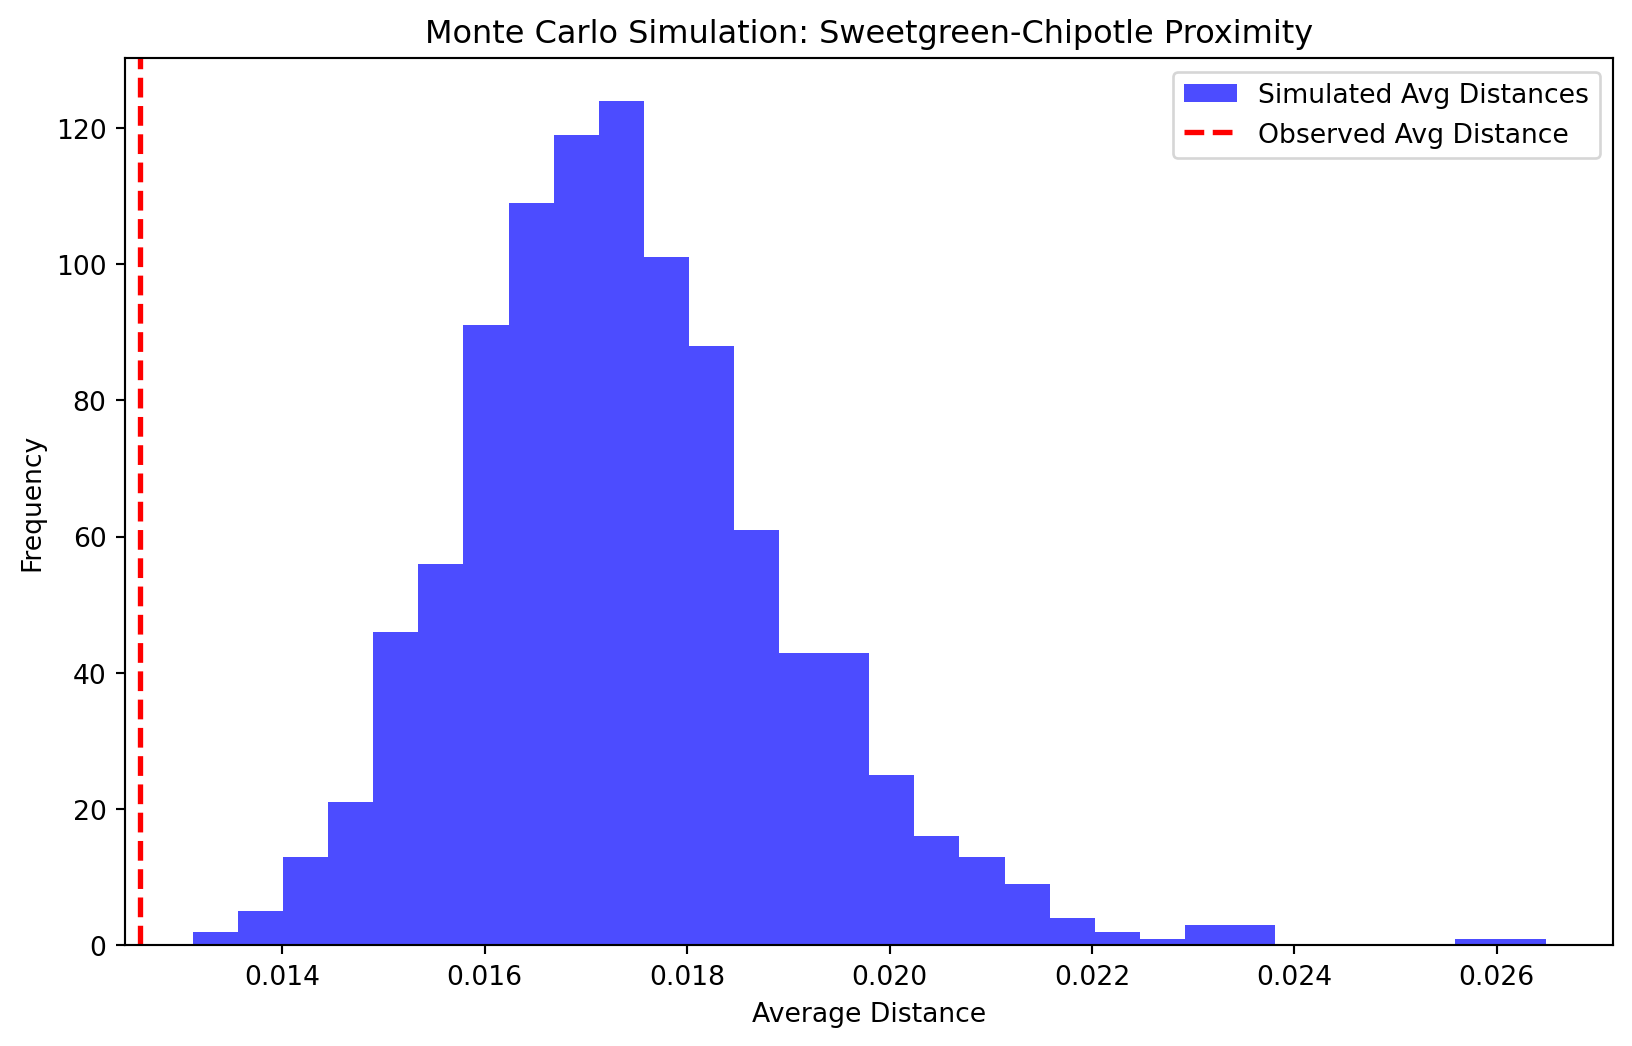 Monte Carlo Simulation: Sweetgreen-Chipotle Proximity
Simulated Avg Distances
Observed Avg Distance
120
100
80
60
40
20
0
Frequency
0.014 0.016 0.018 0.020 0.022 0.024 0.026
Average Distance